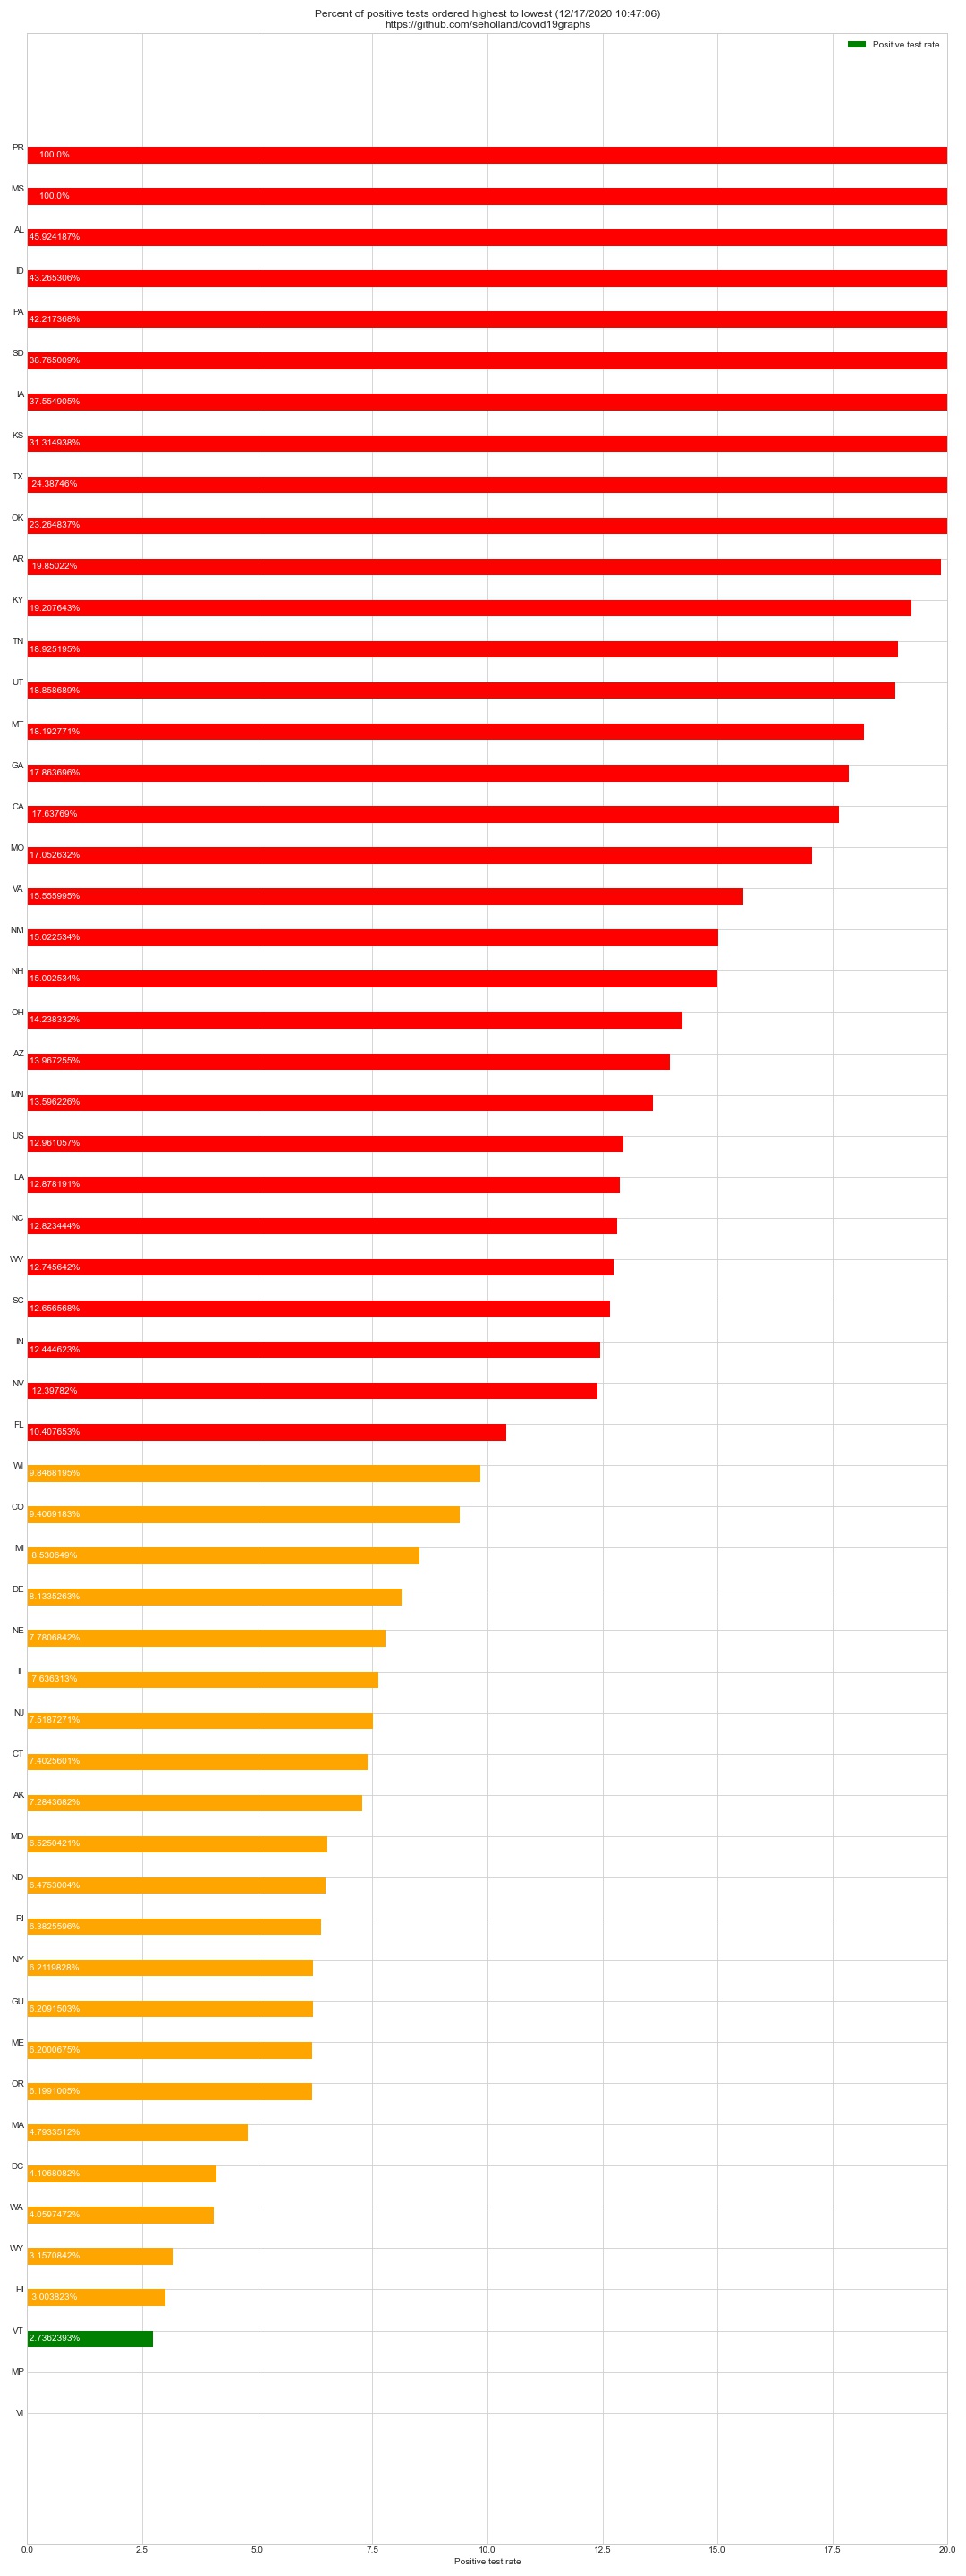 Percent of positive tests ordered highest to lowest (12/17/2020 10:47:06)
https://github.com/seholland/covid19graphs
Positive test rate
PR 100.0%
MS 100.0%
AL 45.924187%
ID 43.265306%
PA 42.217368%
SD 38.765009%
IA 37.554905%
KS 31.314938%
TX 24.38746%
OK 23.264837%
AR 19.85022%
KY 19.207643%
TN 18.925195%
UT 18.858689%
MT 18.192771%
GA 17.863696%
CA 17.63769%
MO 17.052632%
VA 15.555995%
NM 15.022534%
NH 15.002534%
OH 14.238332%
AZ 13.967255%
MN 13.596226%
US 12.961057%
LA 12.878191%
NC 12.823444%
WV 12.745642%
SC 12.656568%
IN 12.444623%
NV 12.39782%
FL 10.407653%
WI 9.8468195%
CO 9.4069183%
MI 8.530649%
DE 8.1335263%
NE 7.7806842%
IL 7.636313%
NJ 7.5187271%
CT 7.4025601%
AK 7.2843682%
MD 6.5250421%
ND 6.4753004%
RI 6.3825596%
NY 6.2119828%
GU 6.2091503%
ME 6.2000675%
OR 6.1991005%
MA 4.7933512%
DC 4.1068082%
WA 4.0597472%
WY 3.1570842%
HI 3.003823%
VT 2.7362393%
MP
VI
0.0 2.5 5.0 7.5 10.0 12.5 15.0 17.5 20.0
Positive test rate